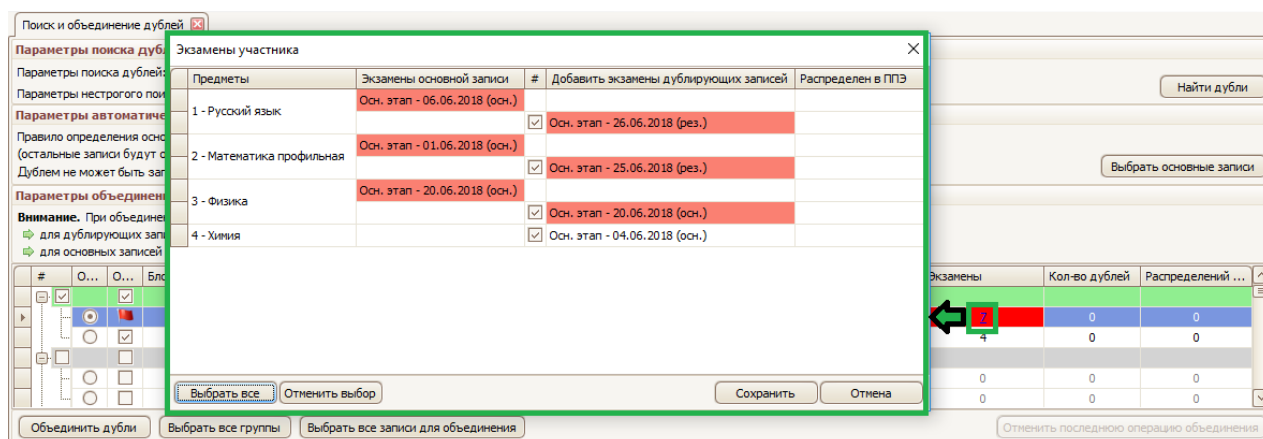 Поиск и объединение дублей
Параметры поиска дубл
Параметры поиска дублей:
Параметры нестрогого пои
Найти дубли
Параметры автоматиче
Правило определения осно
(остальные записи будут о
Дублем не может быть зап
Выбрать основные записи
Параметры объединени
Внимание. При объединен
для дублирующих запи
для основных записей
Экзамены участника
Предметы Экзамены основной записи # Добавить экзамены дублирующих записей Распределен в ППЭ
1 - Русский язык
Осн. этап - 06.06.2018 (осн.)
Осн. этап - 26.06.2018 (рез.)
2 - Математика профильная
Осн. этап - 01.06.2018 (осн.)
Осн. этап - 25.06.2018 (рез.)
3 - Физика
Осн. этап - 20.06.2018 (осн.)
Осн. этап - 20.06.2018 (осн.)
4 - Химия Осн. этап - 04.06.2018 (осн.)
Выбрать все Отменить выбор Сохранить Отмена
# О... О... Бло Экзамены Кол-во дублей Распределений ...
7 0 0
4 0 0
0 0 0
0 0 0
Объединить дубли Выбрать все группы Выбрать все записи для объединения Отменить последнюю операцию объединения